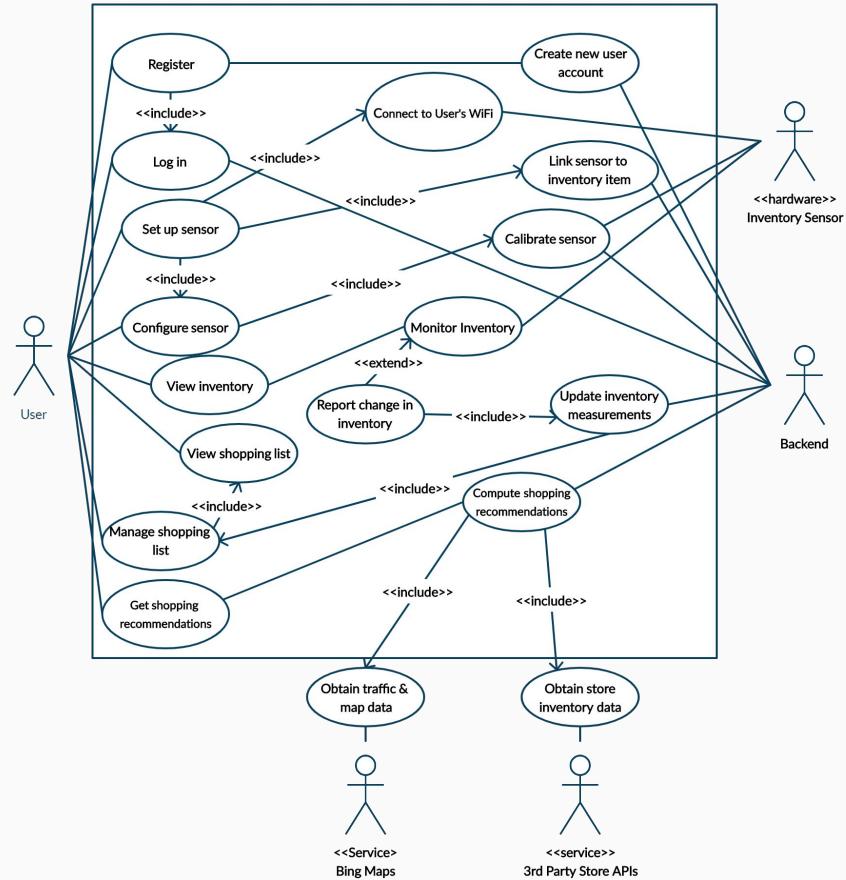 Register
Create new user
account
<<include>>
Connect to User's WiFi
Log in
<<include>>
Link sensor to
inventory item
<<include>>
<<hardware>>
Inventory Sensor
Set up sensor
Calibrate sensor
<<include>>
<<include>>
Configure sensor
Monitor Inventory
<<extend>>
View inventory
User
Report change in
inventory
<<include>>
Update inventory
measurements
Backend
View shopping list
<<include>>
<<include>>
Compute shopping
recommendations
Manage shopping
list
Get shopping
recommendations
<<include>>
<<include>>
Obtain traffic &
map data
Obtain store
inventory data
<<Service>
Bing Maps
<<service>>
3rd Party Store APIs